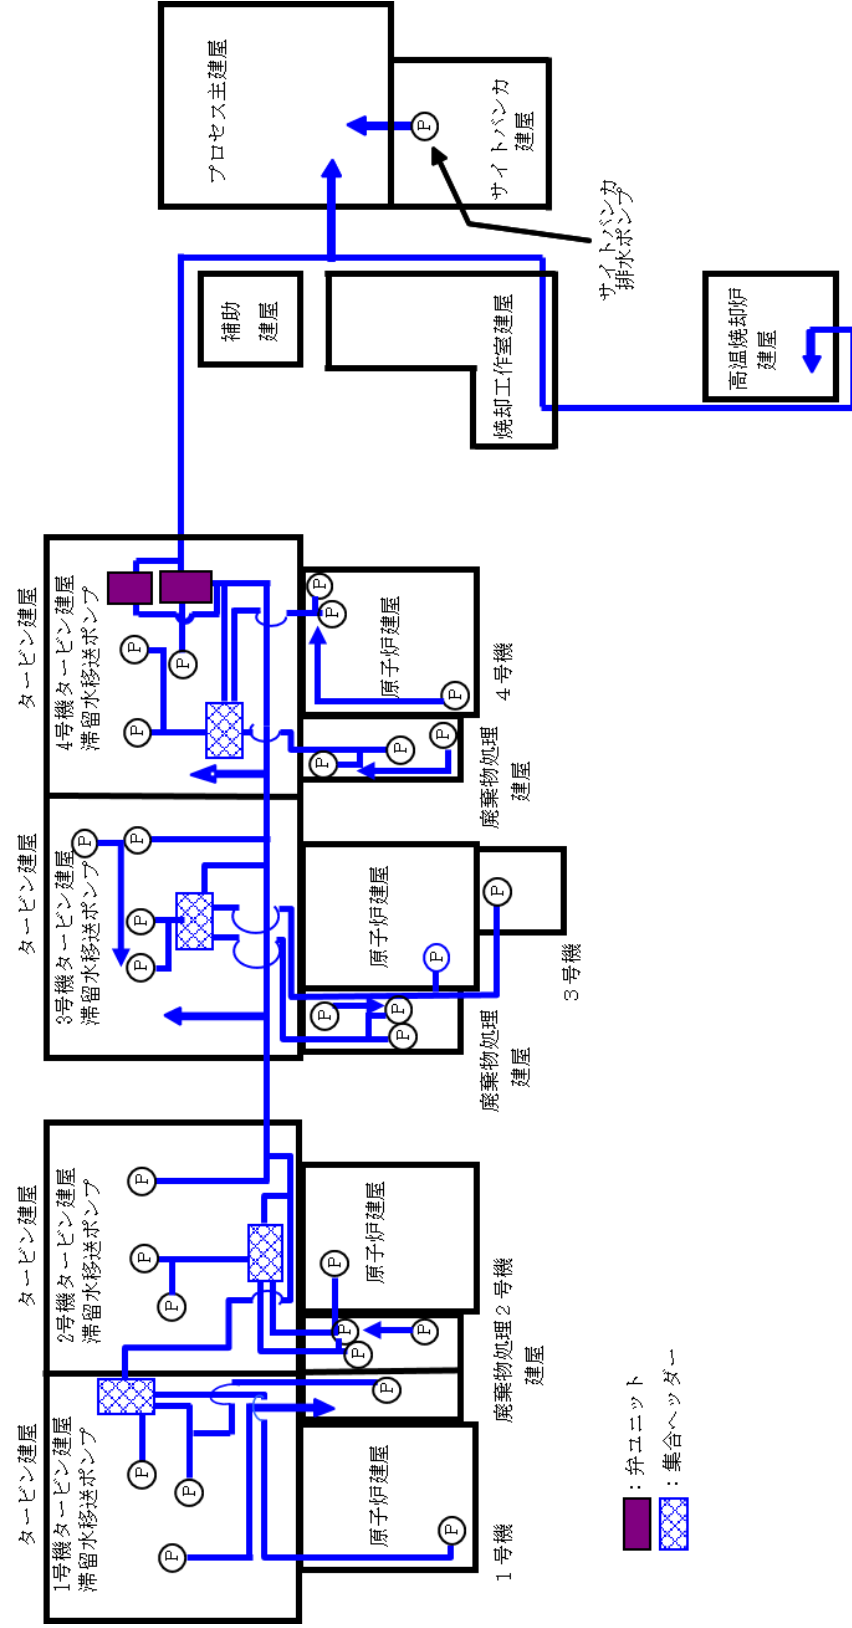 タービン建屋
1号機タービン建屋
滞留水移送ポンプ
P
P
P
原子炉建屋
P
1号機
P
タービン建屋
2号機タービン建屋
滞留水移送ポンプ
P
P
P
原子炉建屋
P
2号機
廃棄物処理
建屋
P
P
P
タービン建屋
3号機タービン建屋
滞留水移送ポンプ
P
P
P
P
原子炉建屋
P
P
3号機
廃棄物処理
建屋
P
P
P
タービン建屋
4号機タービン建屋
滞留水移送ポンプ
P
P
P
原子炉建屋
P
P
P
4号機
廃棄物処理
建屋
P
P
P
補助
建屋
焼却工作室建屋
プロセス主建屋
サイトバンカ
建屋
P
サイトバンカ
排水ポンプ
高温焼却炉
建屋
：弁ユニット
：集合ヘッダー